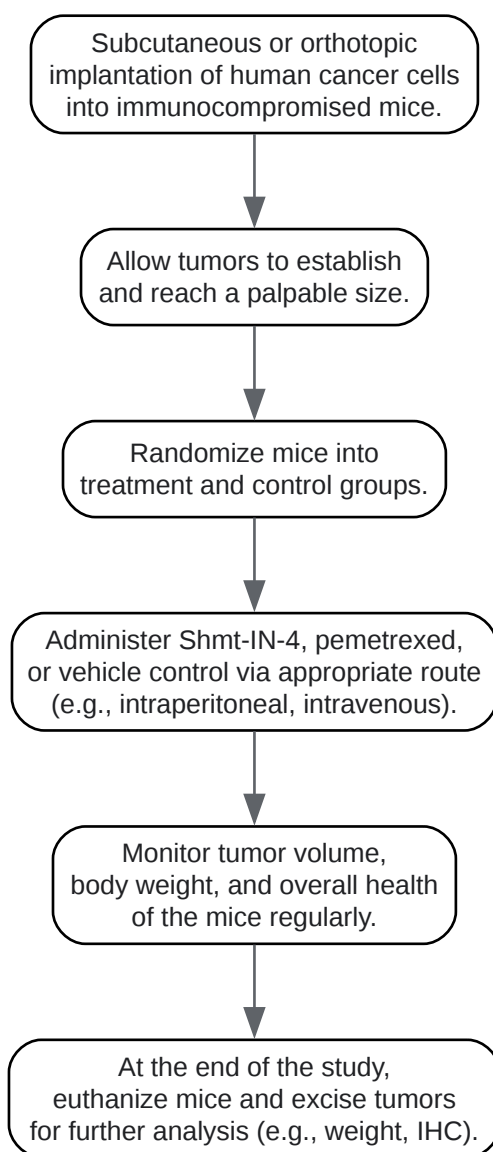 Subcutaneous or orthotopic
implantation of human cancer cells
into immunocompromised mice.
Allow tumors to establish
and reach a palpable size.
Randomize mice into
treatment and control groups.
Administer Shmt-IN-4, pemetrexed,
or vehicle control via appropriate route
(e.g., intraperitoneal, intravenous).
Monitor tumor volume,
body weight, and overall health
of the mice regularly.
At the end of the study,
euthanize mice and excise tumors
for further analysis (e.g., weight, IHC).